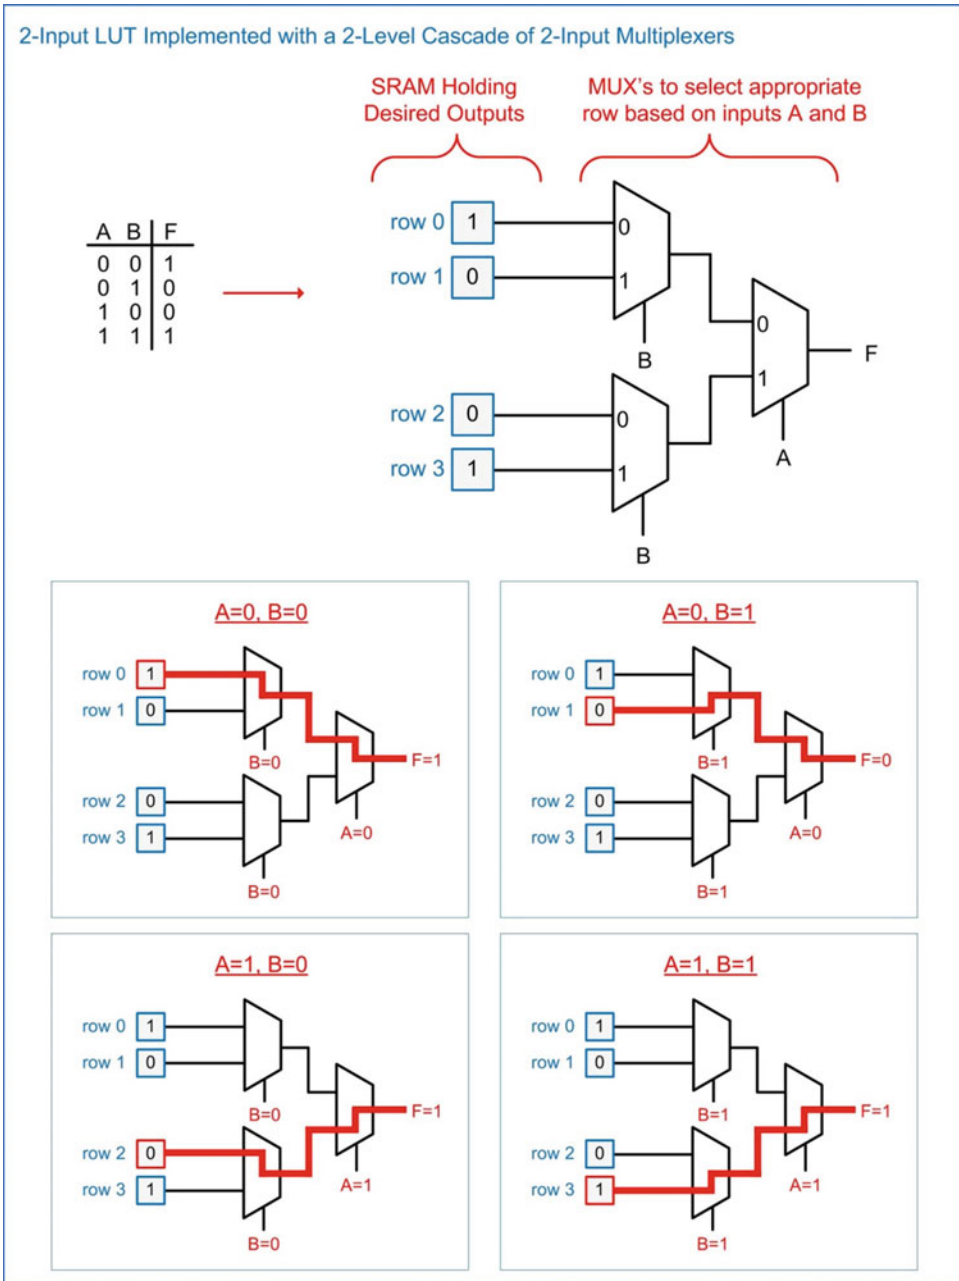 2-Input LUT Implemented with a 2-Level Cascade of 2-Input Multiplexers
SRAM Holding
Desired Outputs
MUX's to select appropriate
row based on inputs A and B
A B F
0 0 1
0 1 0
1 0 0
1 1 1
row 0 1
row 1 0
0
1
B
row 2 0
row 3 1
0
1
B
0
1
A
F
A=0, B=0
row 0 1
row 1 0
B=0
F=1
row 2 0
row 3 1
A=0
B=0
A=0, B=1
row 0 1
row 1 0
B=1
F=0
row 2 0
row 3 1
A=0
B=1
A=1, B=0
row 0 1
row 1 0
B=0
F=1
row 2 0
row 3 1
A=1
B=0
A=1, B=1
row 0 1
row 1 0
B=1
F=1
row 2 0
row 3 1
A=1
B=1